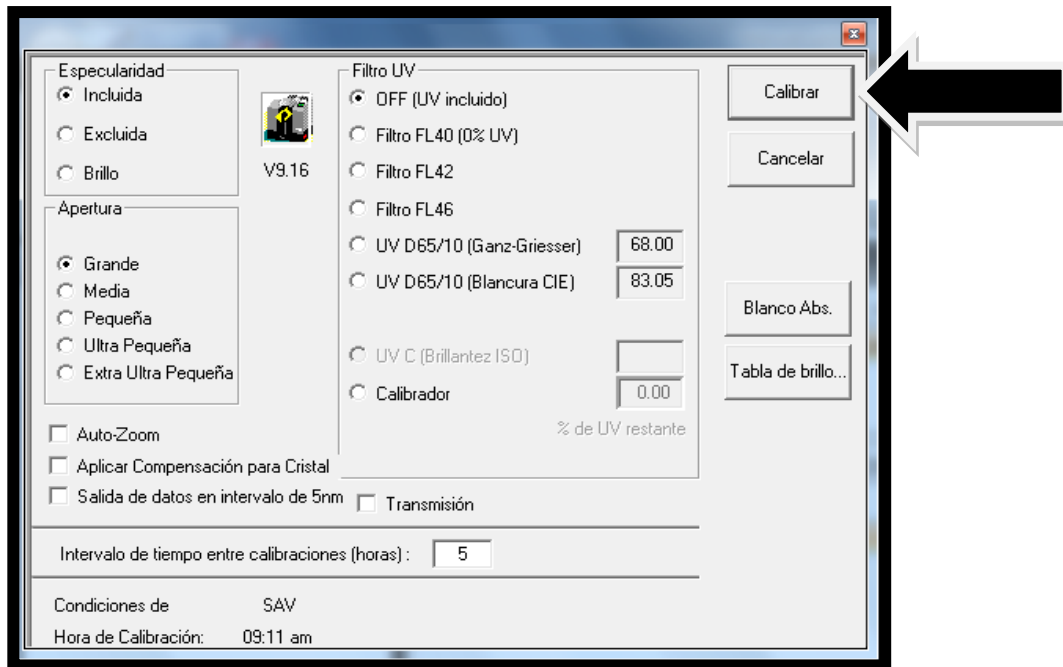 Especularidad
Incluida
Excluida
Brillo
V9.16
Apertura
Grande
Media
Pequeña
Ultra Pequeña
Extra Ultra Pequeña
Filtro UV
OFF (UV incluido)
Filtro FL40 (0% UV)
Filtro FL42
Filtro FL46
UV D65/10 (Ganz-Griesser) 68.00
UV D65/10 (Blancura CIE) 83.05
UV C (Brillantez ISO)
Calibrador 0.00
% de UV restante
Calibrar
Cancelar
Blanco Abs.
Tabla de brillo...
Auto-Zoom
Aplicar Compensación para Cristal
Salida de datos en intervalo de 5nm
Transmisión
Intervalo de tiempo entre calibraciones (horas) : 5
Condiciones de SAV
Hora de Calibración: 09:11 am